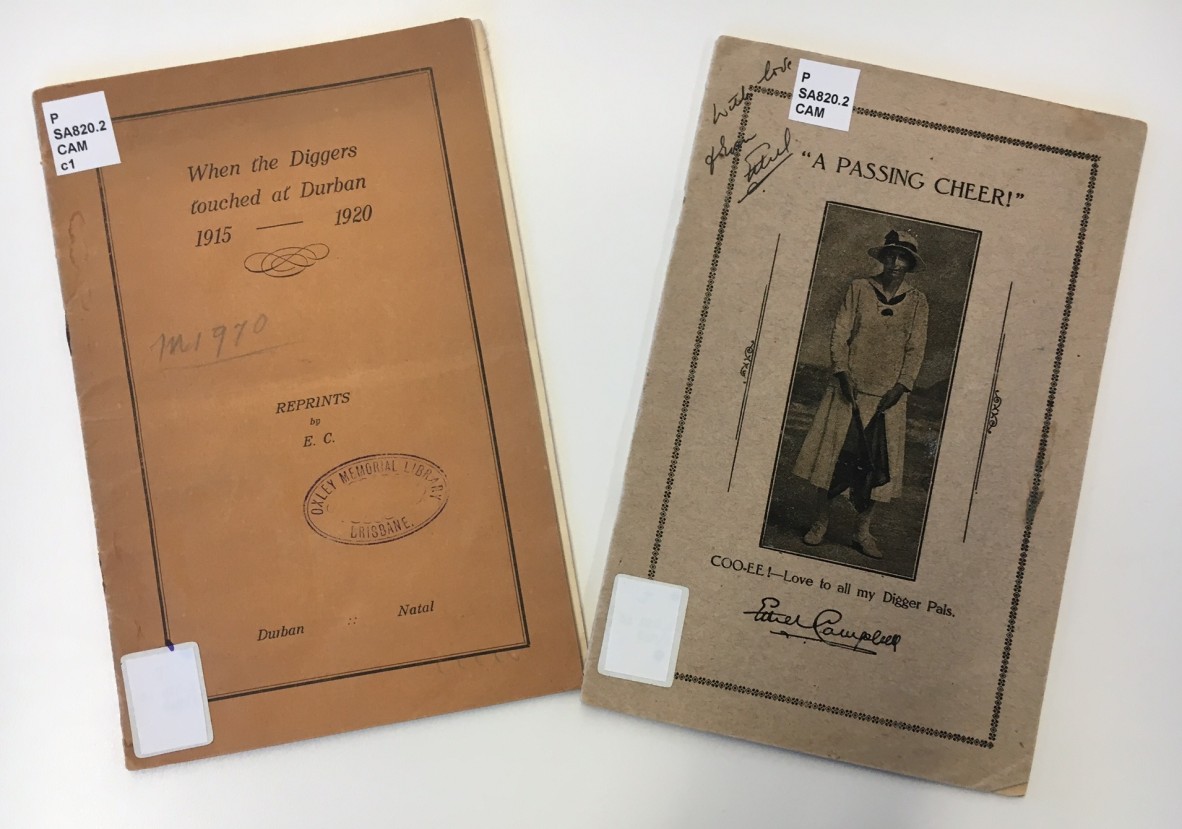 P
SA820.2
CAM
c1
When the Diggers
touched at Durban
1915 — 1920
m1970
REPRINTS
by
E. C.
OXLEY MEMORIAL LIBRARY
BRISBANE.
Durban :: Natal
P
SA820.2
CAM
With love
from
Ethel
"A PASSING CHEER!"
COO-EE!—Love to all my Digger Pals.
Ethel Campbell